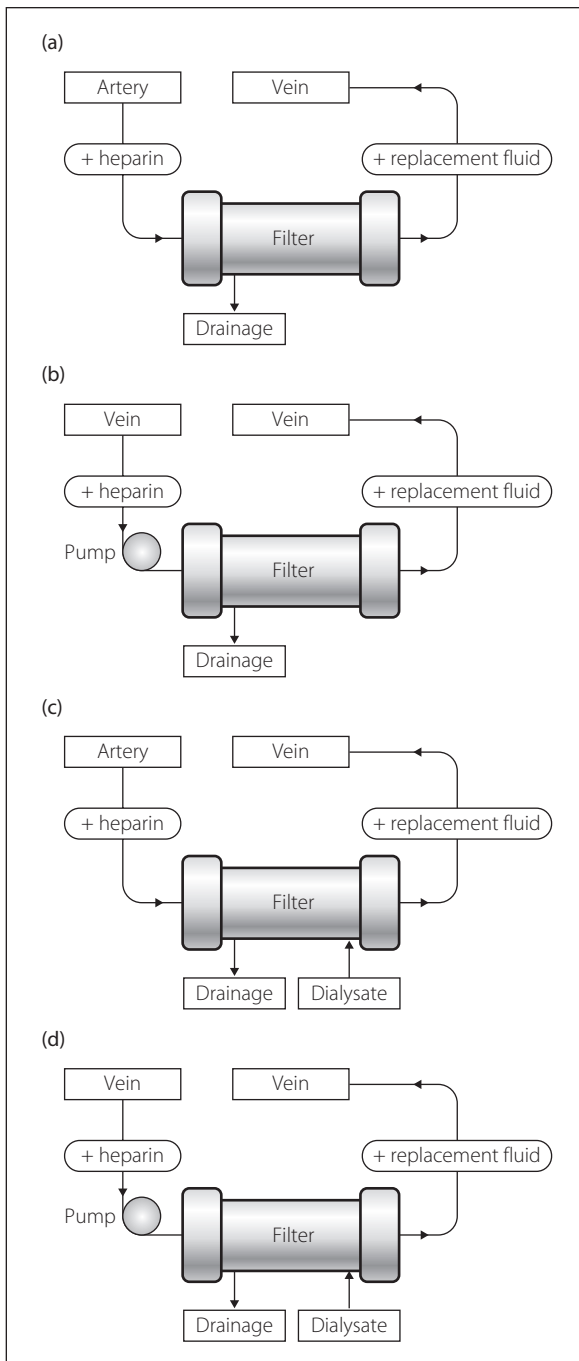 (a)
Artery
Vein
+ heparin
+ replacement fluid
Filter
Drainage
(b)
Vein
Vein
+ heparin
+ replacement fluid
Pump
Filter
Drainage
(c)
Artery
Vein
+ heparin
+ replacement fluid
Filter
Drainage
Dialysate
(d)
Vein
Vein
+ heparin
+ replacement fluid
Pump
Filter
Drainage
Dialysate